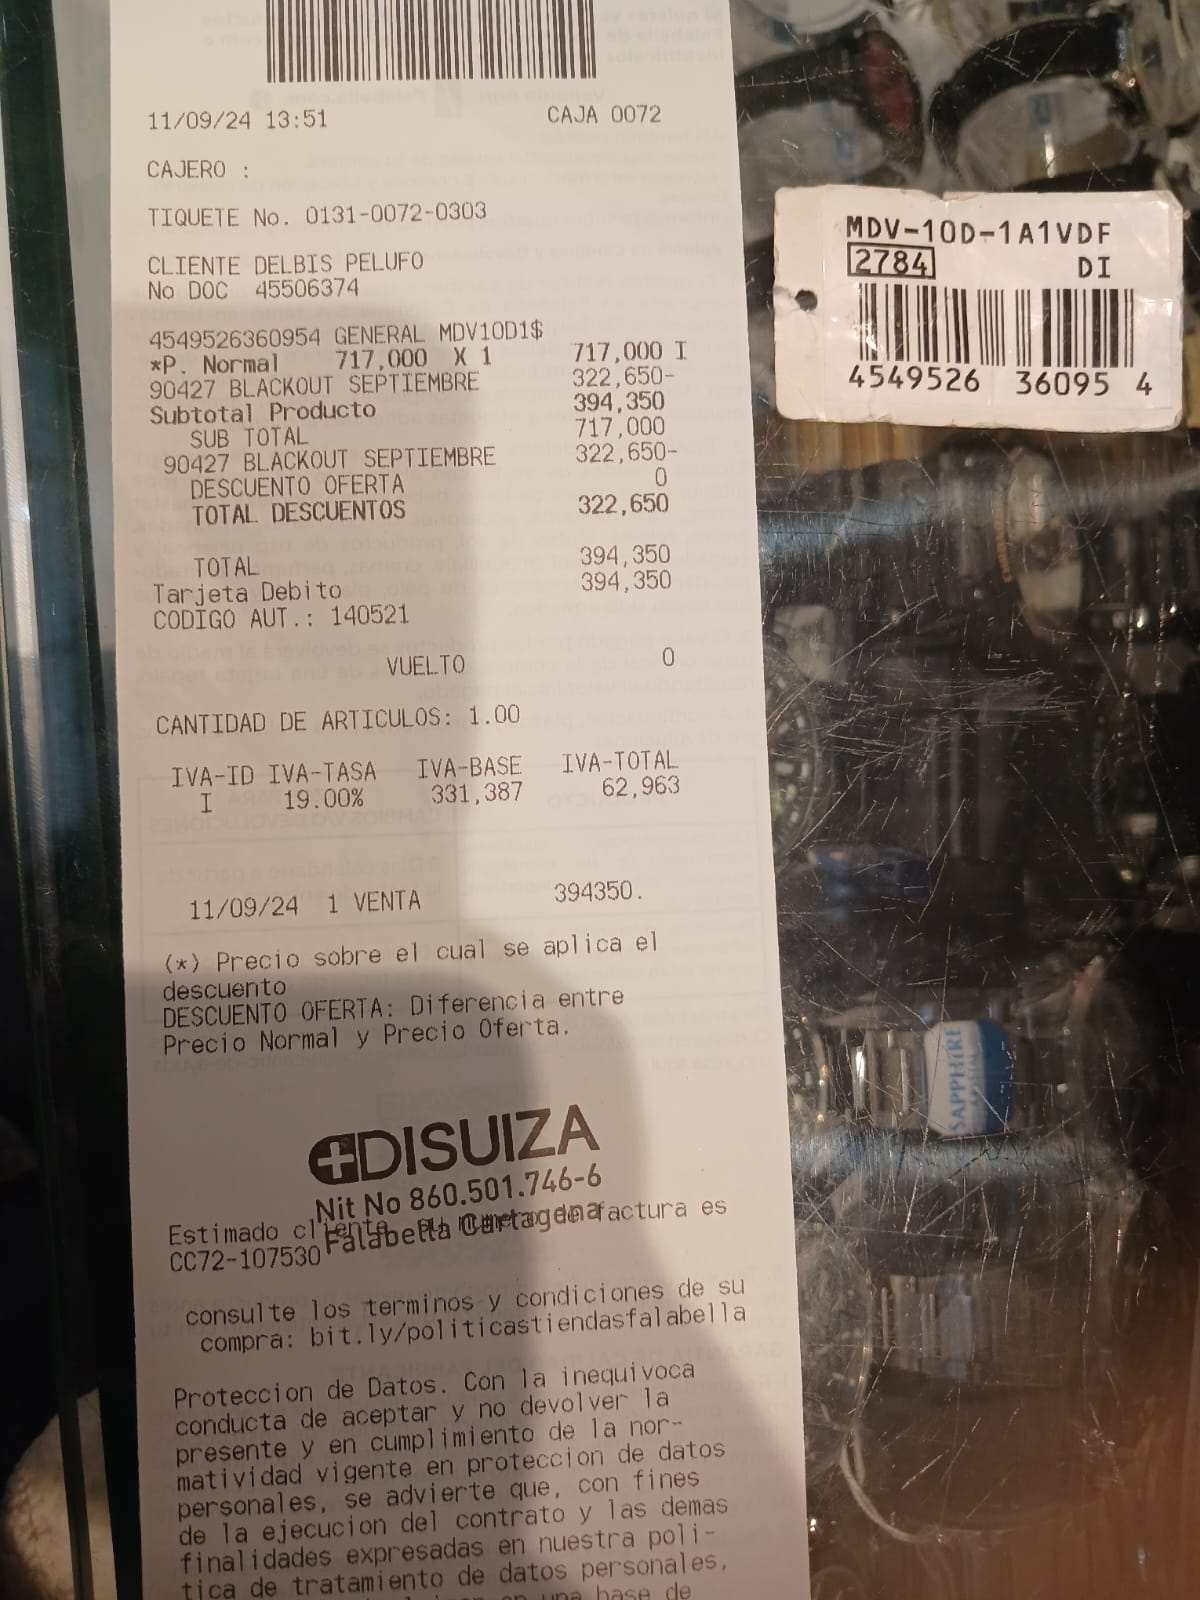 11/09/24 13:51 CAJA 0072
CAJERO :
TIQUETE No. 0131-0072-0303
CLIENTE DELBIS PELUFO
No DOC 45506374
4549526360954 GENERAL MDV10D1$
*P. Normal 717,000 X 1 717,000 I
90427 BLACKOUT SEPTIEMBRE 322,650-
Subtotal Producto 394,350
SUB TOTAL 717,000
90427 BLACKOUT SEPTIEMBRE 322,650-
DESCUENTO OFERTA 0
TOTAL DESCUENTOS 322,650
TOTAL 394,350
Tarjeta Debito 394,350
CODIGO AUT.: 140521
VUELTO 0
CANTIDAD DE ARTICULOS: 1.00
IVA-ID IVA-TASA IVA-BASE IVA-TOTAL
I 19.00% 331,387 62,963
11/09/24 1 VENTA 394350.
(*) Precio sobre el cual se aplica el
descuento
DESCUENTO OFERTA: Diferencia entre
Precio Normal y Precio Oferta.
DISUIZA
Nit No 860.501.746-6
Falabella Cartagena
Estimado cliente, su numero de factura es
CC72-107530
consulte los terminos y condiciones de su
compra: bit.ly/politicastiendasfalabella
Proteccion de Datos. Con la inequivoca
conducta de aceptar y no devolver la
presente y en cumplimiento de la nor-
matividad vigente en proteccion de datos
personales, se advierte que, con fines
de la ejecucion del contrato y las demas
finalidades expresadas en nuestra poli-
tica de tratamiento de datos personales,
una base de
MDV-10D-1A1VDF
2784 DI
4549526 36095 4
SAPPHIRE